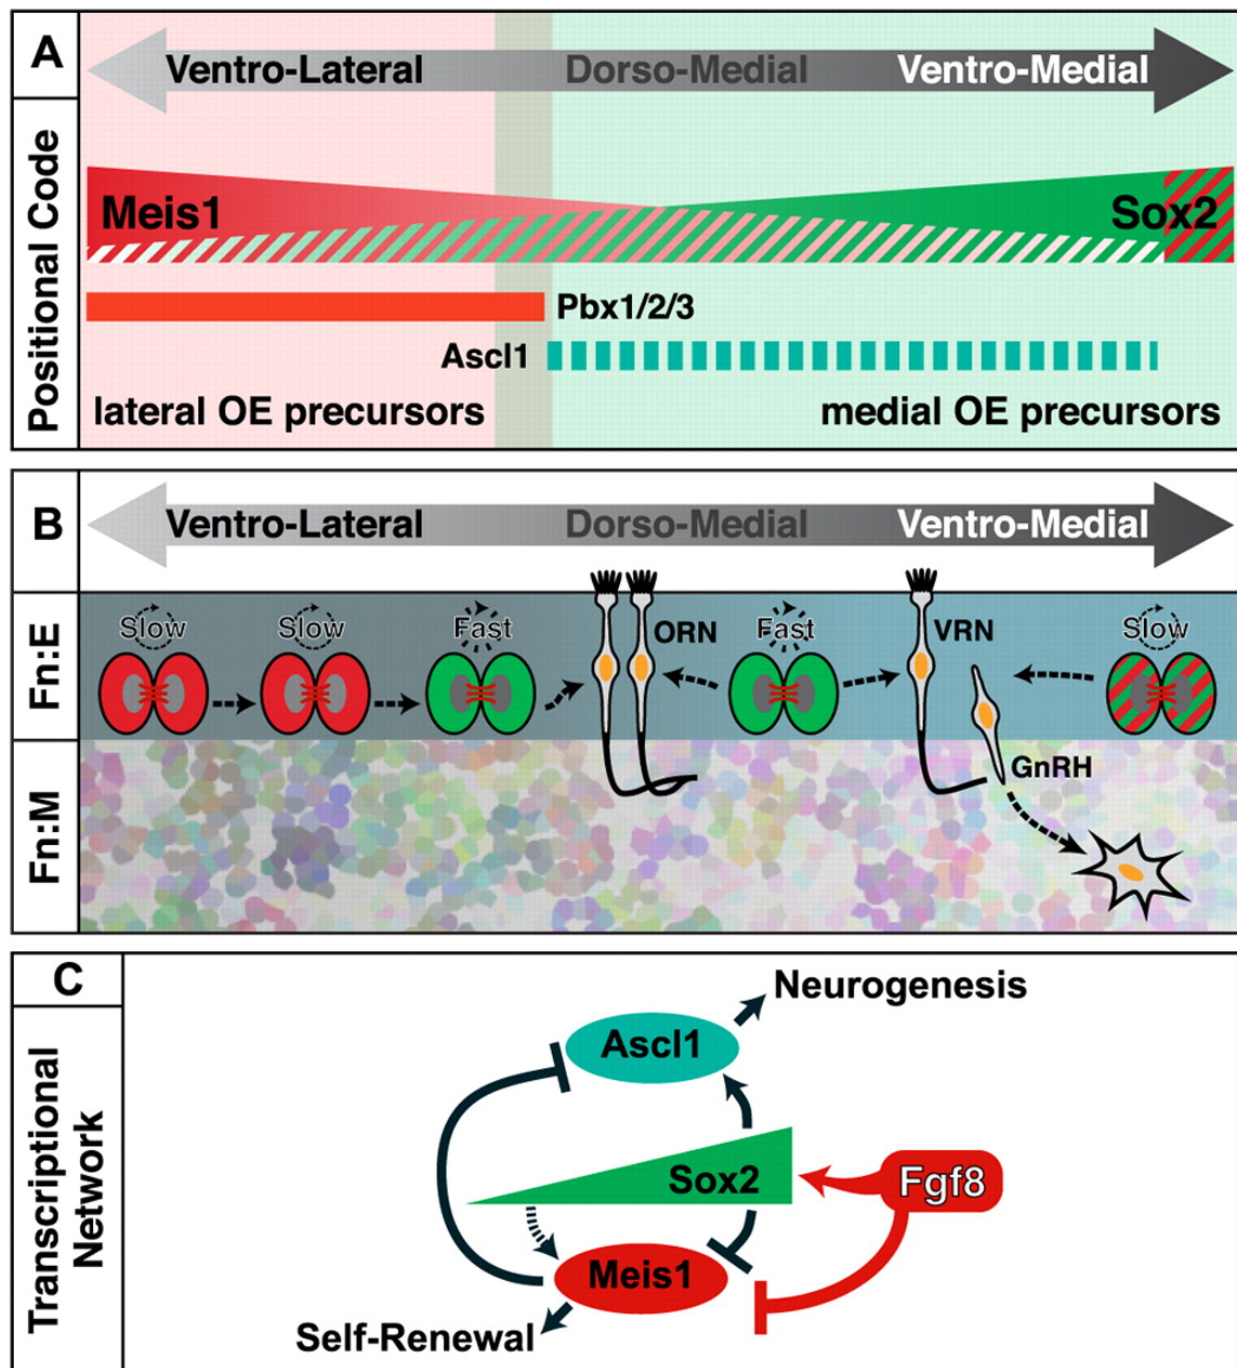 A
Ventro-Lateral Dorso-Medial Ventro-Medial
Positional Code
Meis1 Sox2
Pbx1/2/3
Ascl1
lateral OE precursors medial OE precursors
B
Ventro-Lateral Dorso-Medial Ventro-Medial
Fn:E
Slow Slow Fast ORN Fast VRN Slow
GnRH
Fn:M
C
Transcriptional
Network
Neurogenesis
Ascl1
Sox2
Fgf8
Meis1
Self-Renewal